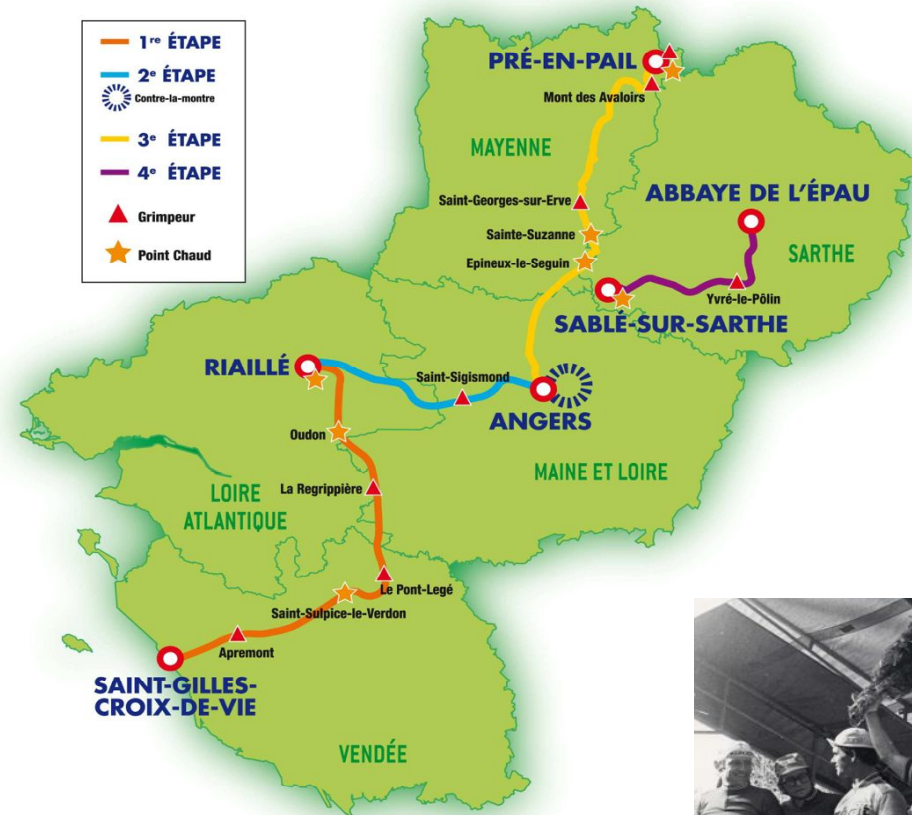 1re ÉTAPE
2e ÉTAPE
Contre-la-montre
3e ÉTAPE
4e ÉTAPE
Grimpeur
Point Chaud
PRÉ-EN-PAIL
Mont des Avaloirs
MAYENNE
ABBAYE DE L'ÉPAU
Saint-Georges-sur-Erve
Sainte-Suzanne
SARTHE
Epineux-le-Seguin
Yvré-le-Pôlin
SABLÉ-SUR-SARTHE
RIAILLÉ
Saint-Sigismond
ANGERS
Oudon
MAINE ET LOIRE
La Regrippière
LOIRE
ATLANTIQUE
Le Pont-Legé
Saint-Sulpice-le-Verdon
Apremont
SAINT-GILLES-
CROIX-DE-VIE
VENDÉE